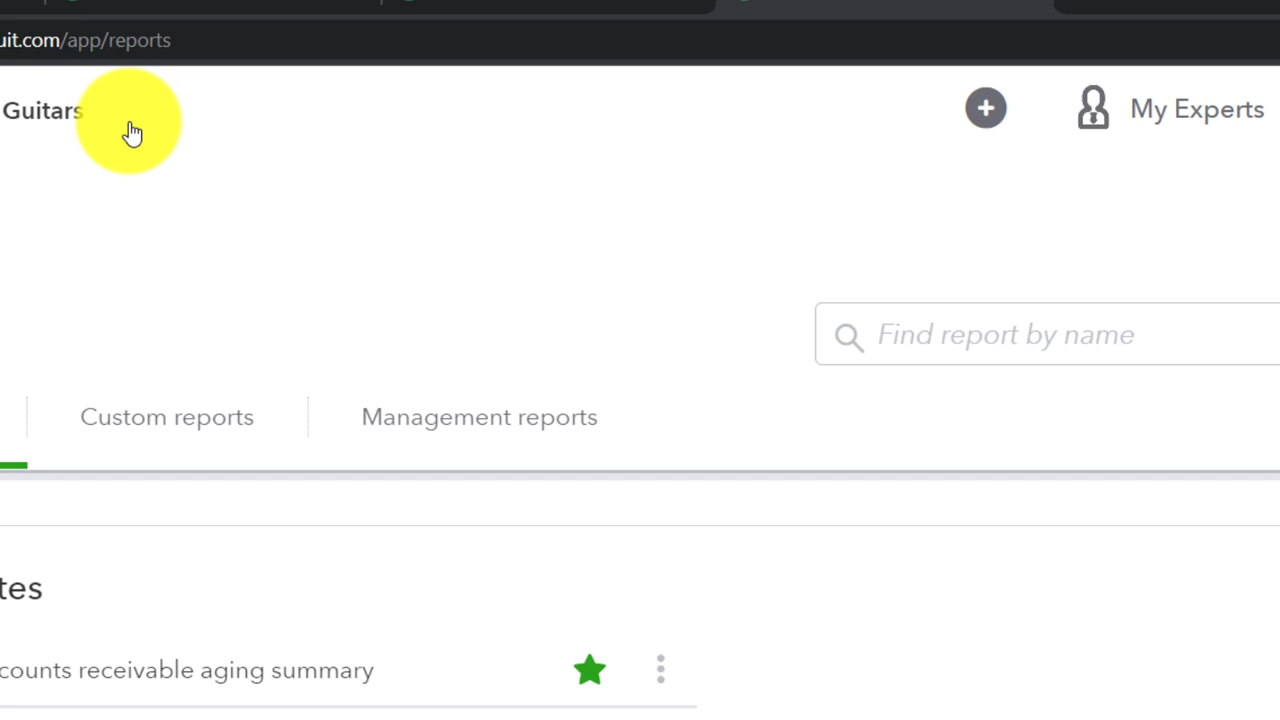 uit.com/app/reports
Guitars
My Experts
Find report by name
Custom reports
Management reports
tes
counts receivable aging summary